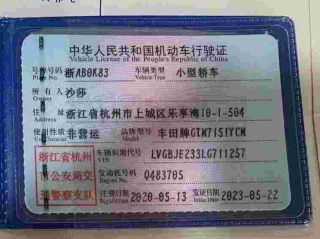 中华人民共和国机动车行驶证
Vehicle License of the People's Republic of China
号牌号码 浙AB0K83 车辆类型 小型轿车
Plate No. Vehicle Type
所有人 沙莎
Owner
住址 浙江省杭州市上城区乐享湾10-1-504
Address
使用性质 非营运 品牌型号 丰田牌GTM7151YCM
浙江省杭州 车辆识别代号 LVGBJE233LG711257
VIN
市公安局交 发动机号码 Q483705
Engine No.
通警察支队 注册日期 2020-05-13 发证日期 2023-05-22
Register Date Issue Date